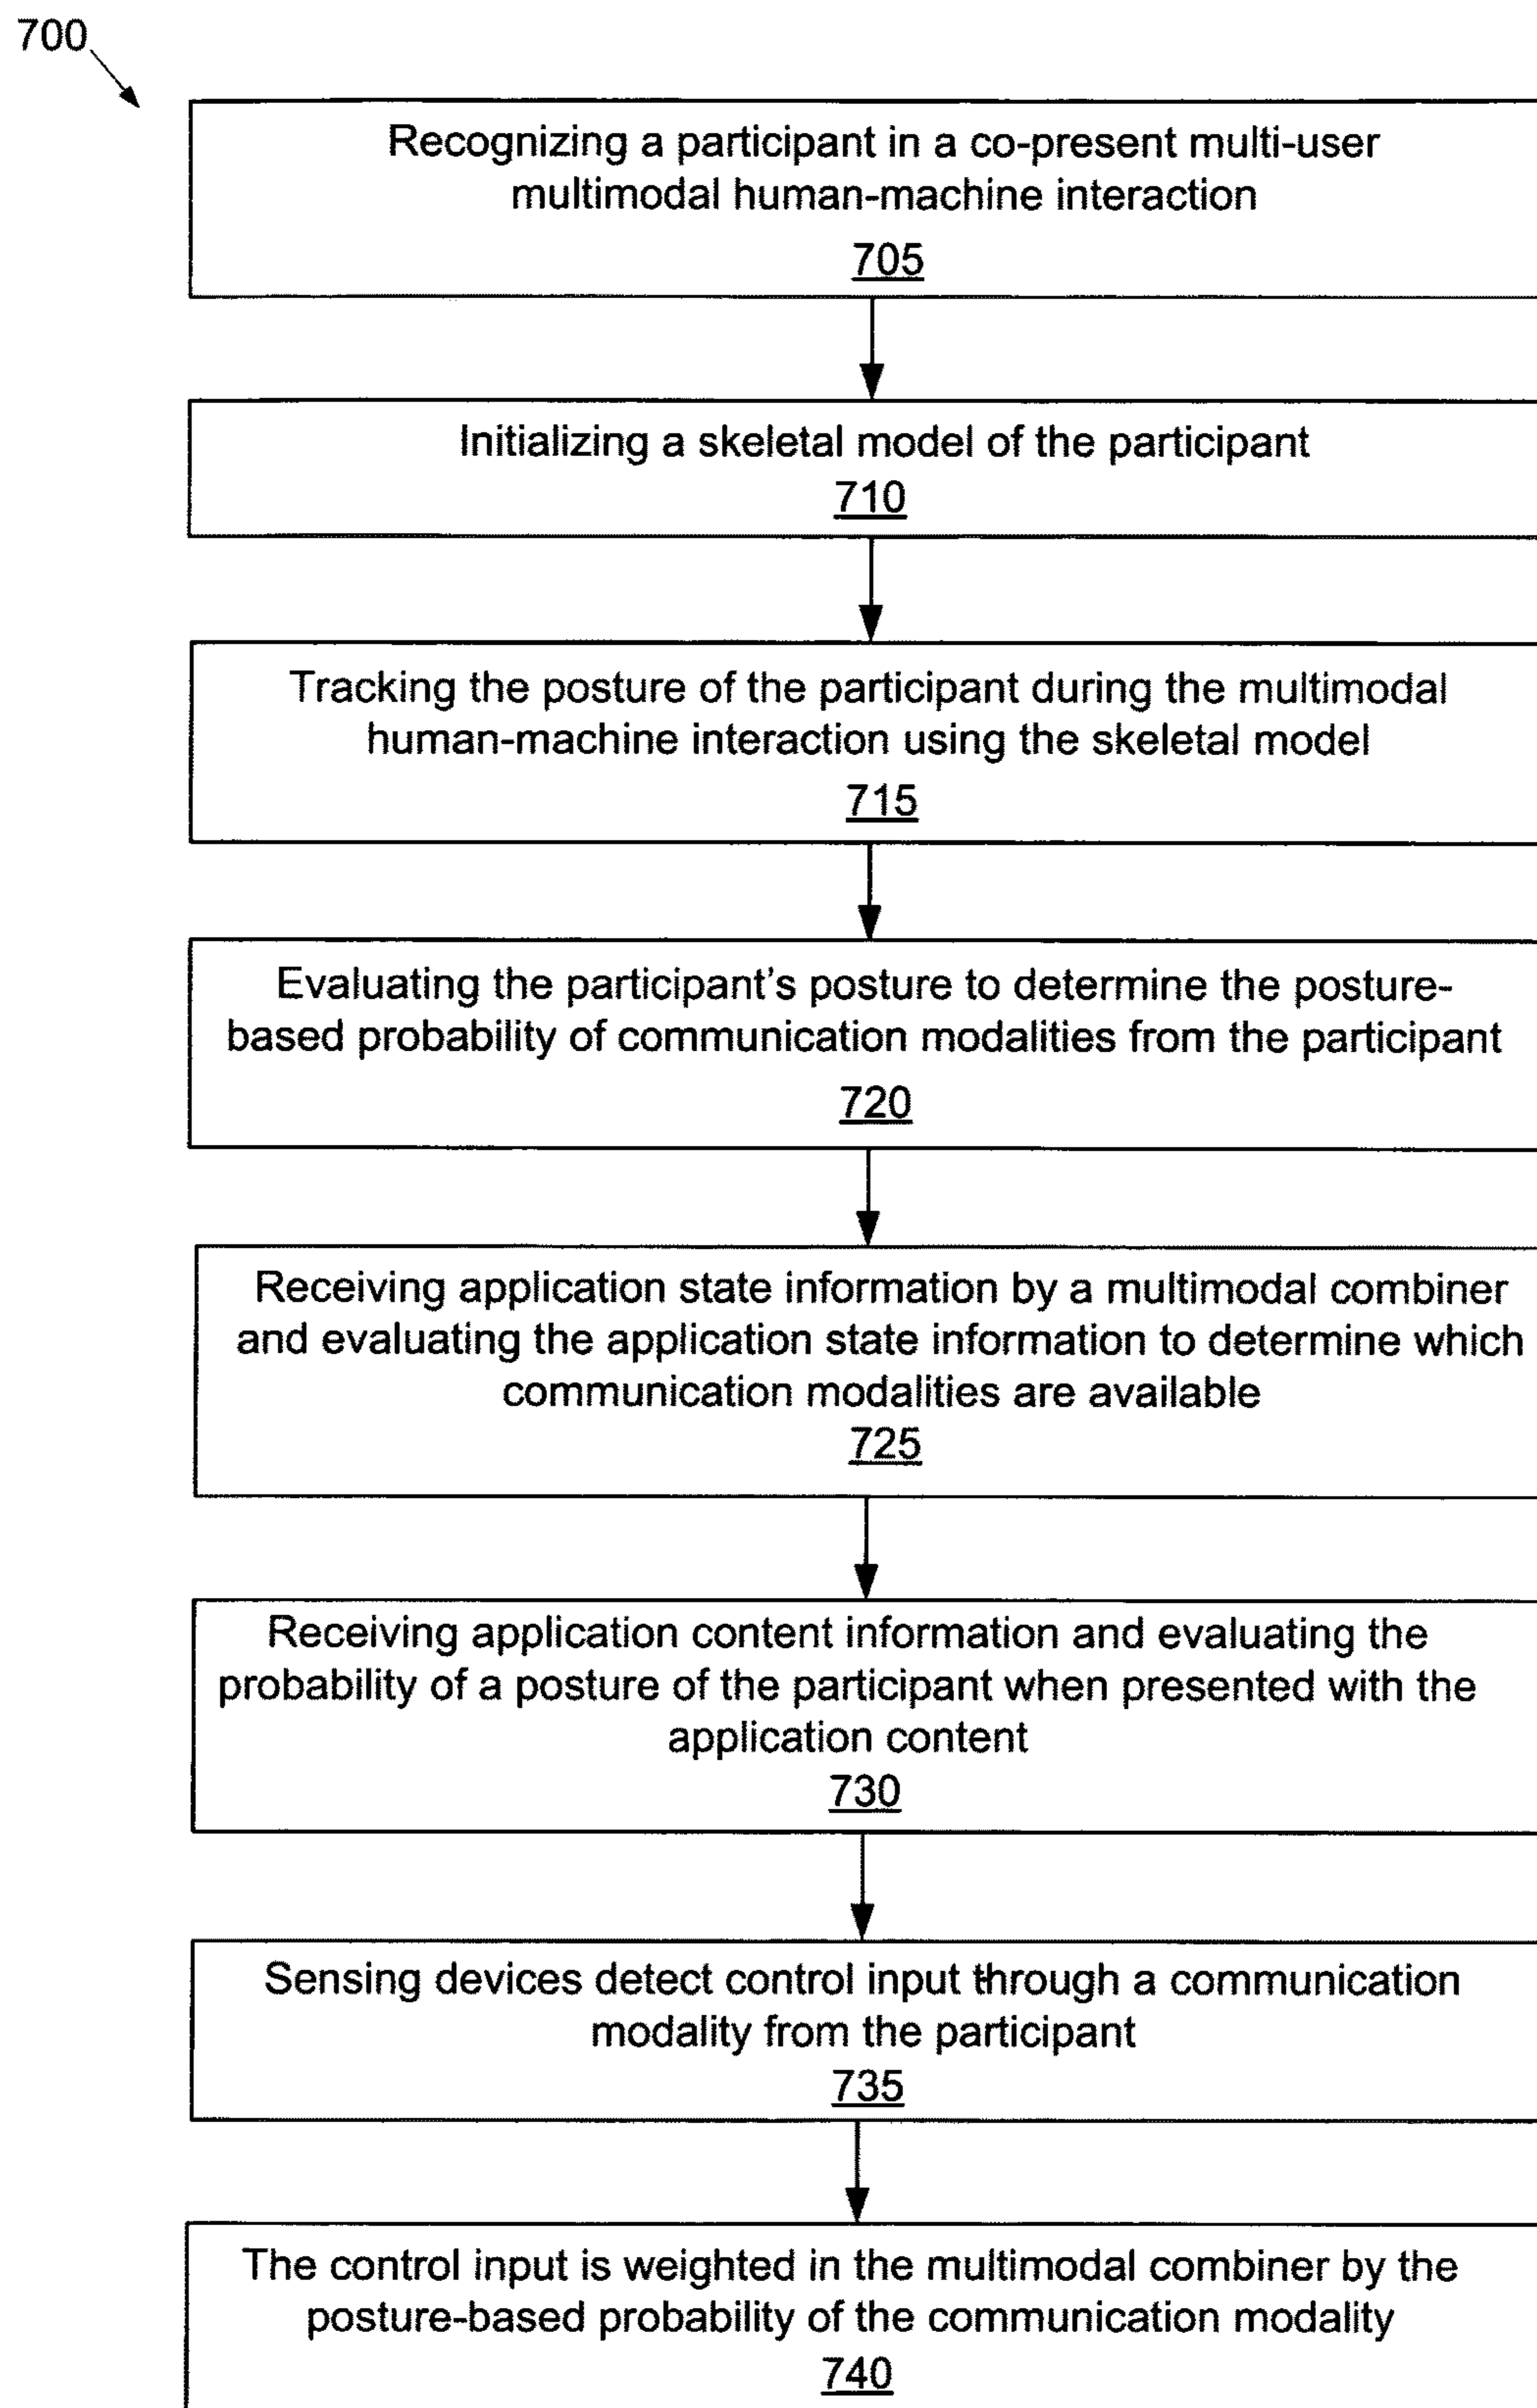 700
Recognizing a participant in a co-present multi-user
multimodal human-machine interaction
705
Initializing a skeletal model of the participant
710
Tracking the posture of the participant during the multimodal
human-machine interaction using the skeletal model
715
Evaluating the participant's posture to determine the posture-
based probability of communication modalities from the participant
720
Receiving application state information by a multimodal combiner
and evaluating the application state information to determine which
communication modalities are available
725
Receiving application content information and evaluating the
probability of a posture of the participant when presented with the
application content
730
Sensing devices detect control input through a communication
modality from the participant
735
The control input is weighted in the multimodal combiner by the
posture-based probability of the communication modality
740